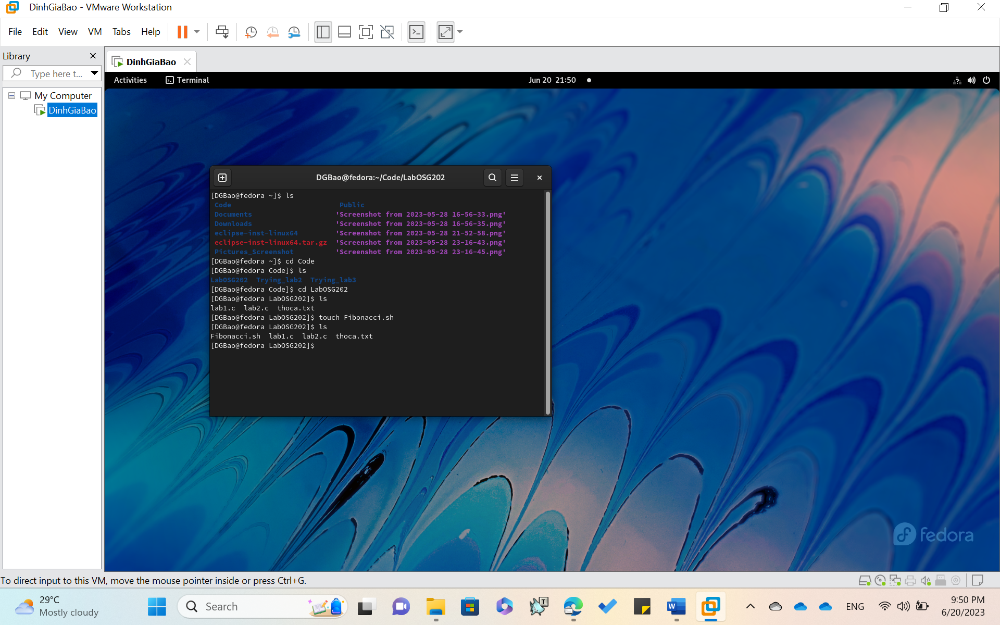 DinhGiaBao - VMware Workstation
File Edit View VM Tabs Help
Library
DinhGiaBao
Type here t...
Activities Terminal Jun 20 21:50
My Computer
DinhGiaBao
DGBao@fedora:~/Code/LabOSG202
[DGBao@fedora ~]$ ls
Code Public
Documents 'Screenshot from 2023-05-28 16-56-33.png'
Downloads 'Screenshot from 2023-05-28 16-56-35.png'
eclipse-inst-linux64 'Screenshot from 2023-05-28 21-52-58.png'
eclipse-inst-linux64.tar.gz 'Screenshot from 2023-05-28 23-16-43.png'
Pictures_Screenshot 'Screenshot from 2023-05-28 23-16-45.png'
[DGBao@fedora ~]$ cd Code
[DGBao@fedora Code]$ ls
LabOSG202 Trying_lab2 Trying_lab3
[DGBao@fedora Code]$ cd LabOSG202
[DGBao@fedora LabOSG202]$ ls
lab1.c lab2.c thoca.txt
[DGBao@fedora LabOSG202]$ touch Fibonacci.sh
[DGBao@fedora LabOSG202]$ ls
Fibonacci.sh lab1.c lab2.c thoca.txt
[DGBao@fedora LabOSG202]$
fedora
To direct input to this VM, move the mouse pointer inside or press Ctrl+G.
29°C
Mostly cloudy
Search
ENG
9:50 PM
6/20/2023